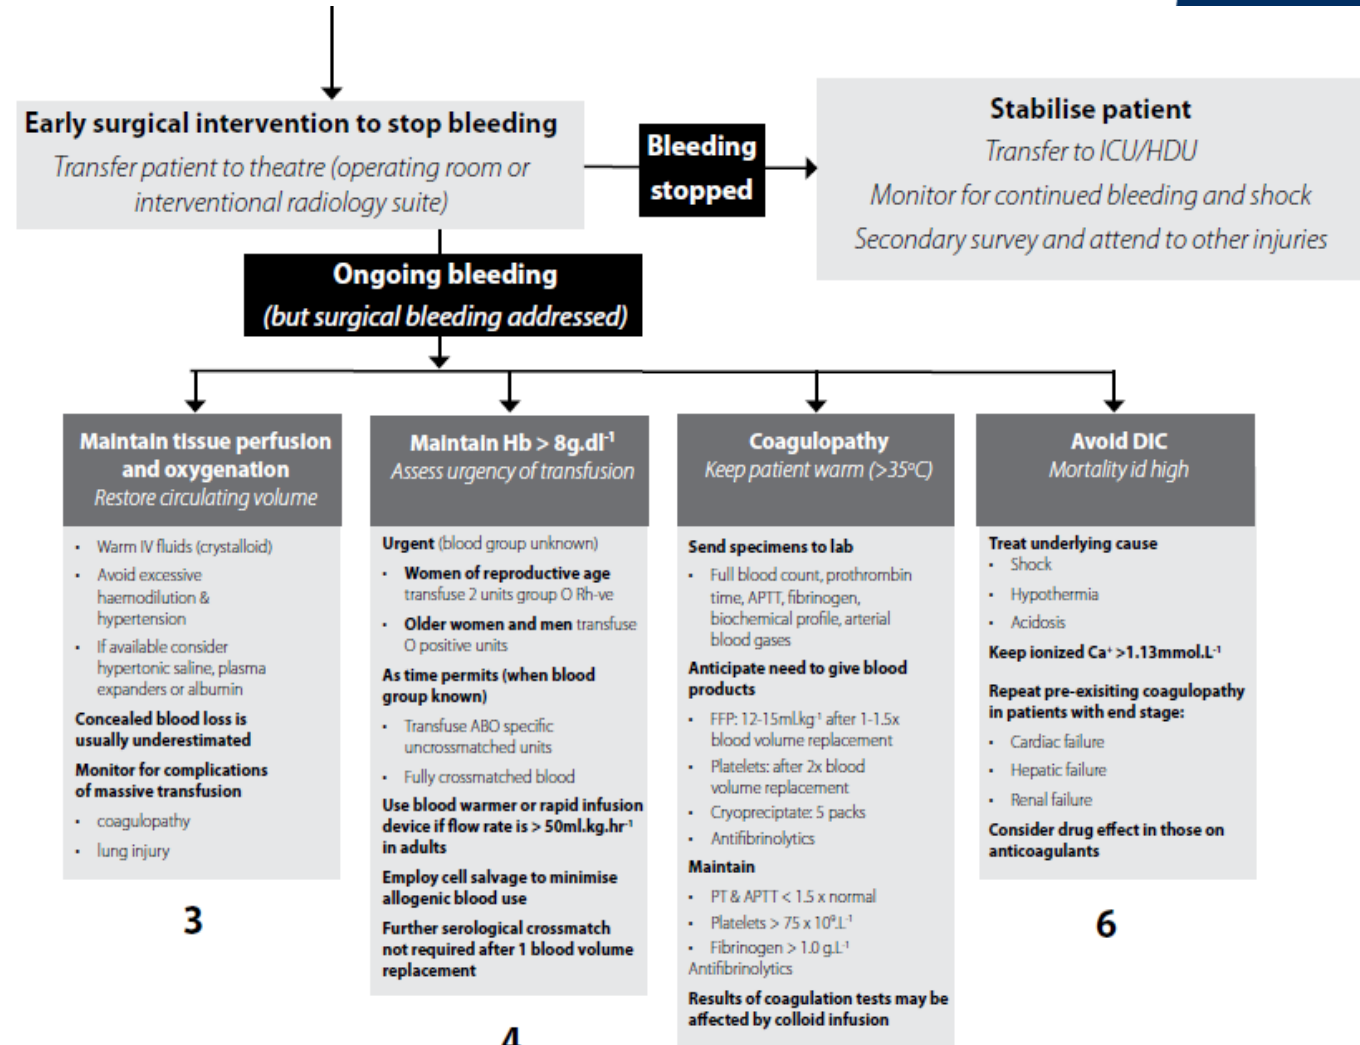 Early surgical intervention to stop bleeding
Transfer patient to theatre (operating room or
interventional radiology suite)
Bleeding
stopped
Stabilise patient
Transfer to ICU/HDU
Monitor for continued bleeding and shock
Secondary survey and attend to other injuries
Ongoing bleeding
(but surgical bleeding addressed)
Maintain tissue perfusion
and oxygenation
Restore circulating volume
• Warm IV fluids (crystalloid)
• Avoid excessive
haemodilution &
hypertension
• If available consider
hypertonic saline, plasma
expanders or albumin
Concealed blood loss is
usually underestimated
Monitor for complications
of massive transfusion
• coagulopathy
• lung injury
3
Maintain Hb > 8g.dl⁻¹
Assess urgency of transfusion
Urgent (blood group unknown)
• Women of reproductive age
transfuse 2 units group O Rh-ve
• Older women and men transfuse
O positive units
As time permits (when blood
group known)
• Transfuse ABO specific
uncrossmatched units
• Fully crossmatched blood
Use blood warmer or rapid infusion
device if flow rate is > 50ml.kg.hr⁻¹
in adults
Employ cell salvage to minimise
allogenic blood use
Further serological crossmatch
not required after 1 blood volume
replacement
4
Coagulopathy
Keep patient warm (>35ºC)
Send specimens to lab
• Full blood count, prothrombin
time, APTT, fibrinogen,
biochemical profile, arterial
blood gases
Anticipate need to give blood
products
• FFP: 12-15ml.kg⁻¹ after 1-1.5x
blood volume replacement
• Platelets: after 2x blood
volume replacement
• Cryopreciptate: 5 packs
• Antifibrinolytics
Maintain
• PT & APTT < 1.5 x normal
• Platelets > 75 x 10⁹.L⁻¹
• Fibrinogen > 1.0 g.L⁻¹
Antifibrinolytics
Results of coagulation tests may be
affected by colloid infusion
Avoid DIC
Mortality id high
Treat underlying cause
• Shock
• Hypothermia
• Acidosis
Keep ionized Ca⁺ >1.13mmol.L⁻¹
Repeat pre-exisiting coagulopathy
in patients with end stage:
• Cardiac failure
• Hepatic failure
• Renal failure
Consider drug effect in those on
anticoagulants
6